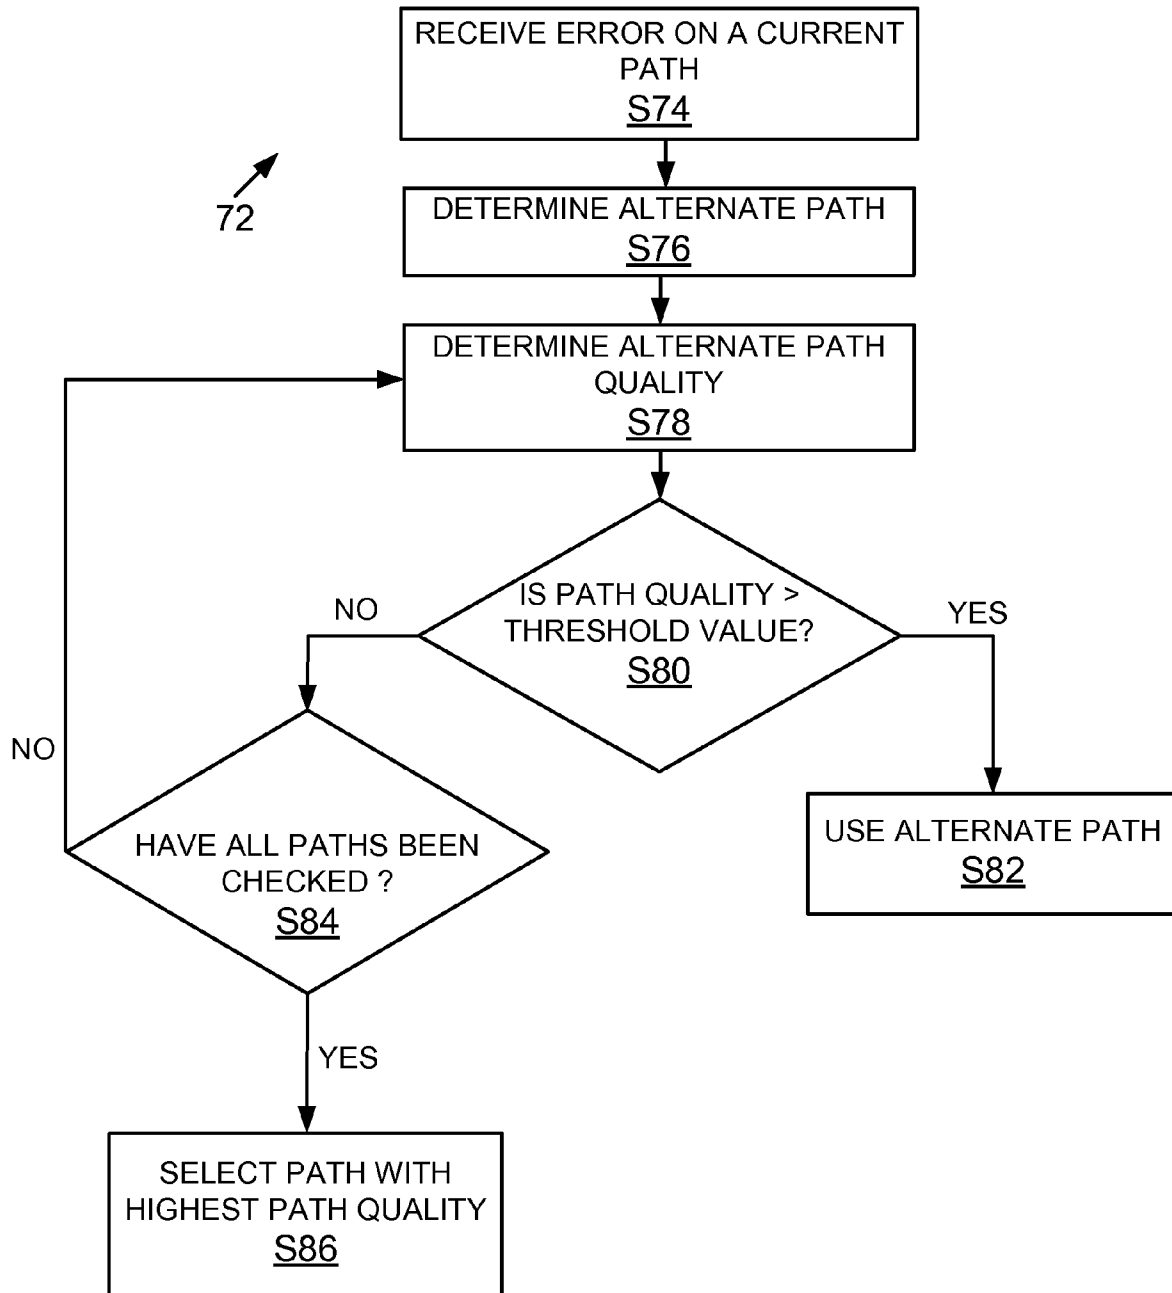 RECEIVE ERROR ON A CURRENT
PATH
S74
72
DETERMINE ALTERNATE PATH
S76
DETERMINE ALTERNATE PATH
QUALITY
S78
IS PATH QUALITY >
THRESHOLD VALUE?
S80
NO
YES
NO
HAVE ALL PATHS BEEN
CHECKED ?
S84
USE ALTERNATE PATH
S82
YES
SELECT PATH WITH
HIGHEST PATH QUALITY
S86